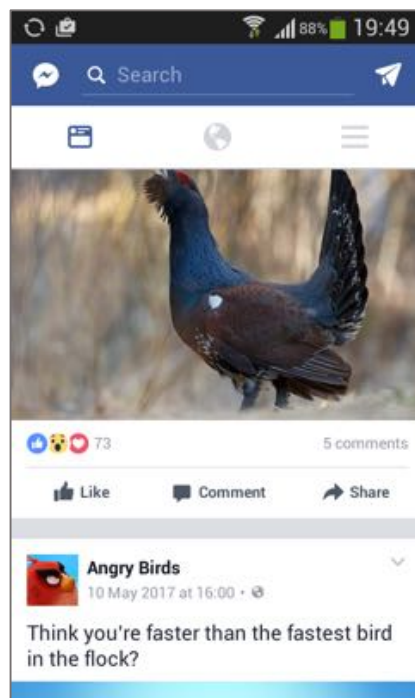 88% 19:49
Search
73 5 comments
Like Comment Share
Angry Birds
10 May 2017 at 16:00 •
Think you're faster than the fastest bird
in the flock?